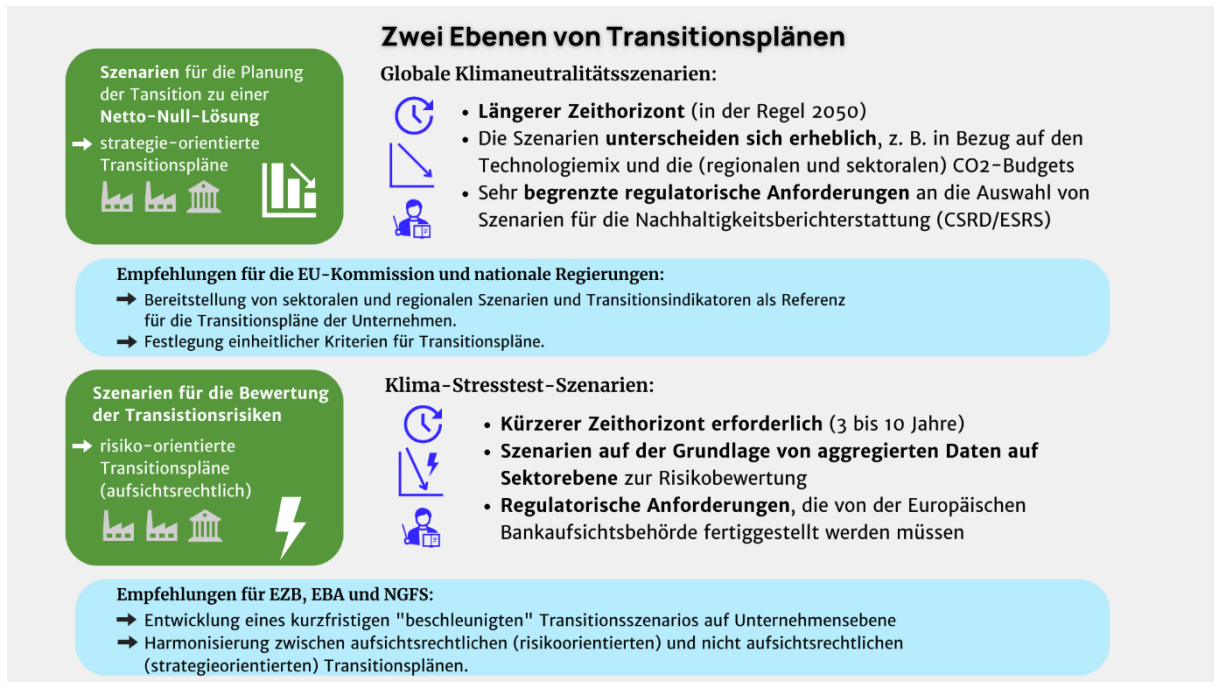 Zwei Ebenen von Transitionsplänen
Szenarien für die Planung
der Tansition zu einer
Netto-Null-Lösung
➞ strategie-orientierte
Transitionspläne
Globale Klimaneutralitätsszenarien:
• Längerer Zeithorizont (in der Regel 2050)
• Die Szenarien unterscheiden sich erheblich, z. B. in Bezug auf den
Technologiemix und die (regionalen und sektoralen) CO2-Budgets
• Sehr begrenzte regulatorische Anforderungen an die Auswahl von
Szenarien für die Nachhaltigkeitsberichterstattung (CSRD/ESRS)
Empfehlungen für die EU-Kommission und nationale Regierungen:
➞ Bereitstellung von sektoralen und regionalen Szenarien und Transitionsindikatoren als Referenz
für die Transitionspläne der Unternehmen.
➞ Festlegung einheitlicher Kriterien für Transitionspläne.
Szenarien für die Bewertung
der Transistionsrisiken
➞ risiko-orientierte
Transitionspläne
(aufsichtsrechtlich)
Klima-Stresstest-Szenarien:
• Kürzerer Zeithorizont erforderlich (3 bis 10 Jahre)
• Szenarien auf der Grundlage von aggregierten Daten auf
Sektorebene zur Risikobewertung
• Regulatorische Anforderungen, die von der Europäischen
Bankaufsichtsbehörde fertiggestellt werden müssen
Empfehlungen für EZB, EBA und NGFS:
➞ Entwicklung eines kurzfristigen "beschleunigten" Transitionsszenarios auf Unternehmensebene
➞ Harmonisierung zwischen aufsichtsrechtlichen (risikoorientierten) und nicht aufsichtsrechtlichen
(strategieorientierten) Transitionsplänen.